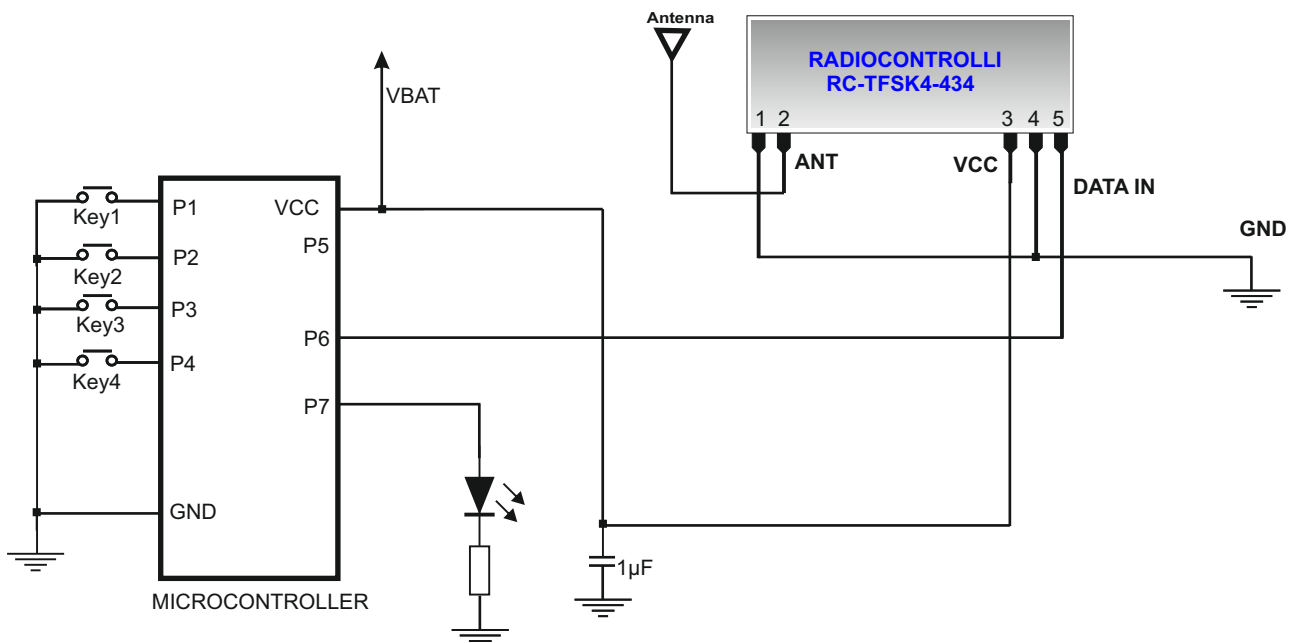 Antenna
RADIOCONTROLLI
RC-TFSK4-434
1 2 3 4 5
VBAT
ANT
VCC
DATA IN
GND
P1
VCC
Key1
P5
P2
Key2
P3
Key3
P6
P4
Key4
P7
GND
1µF
MICROCONTROLLER